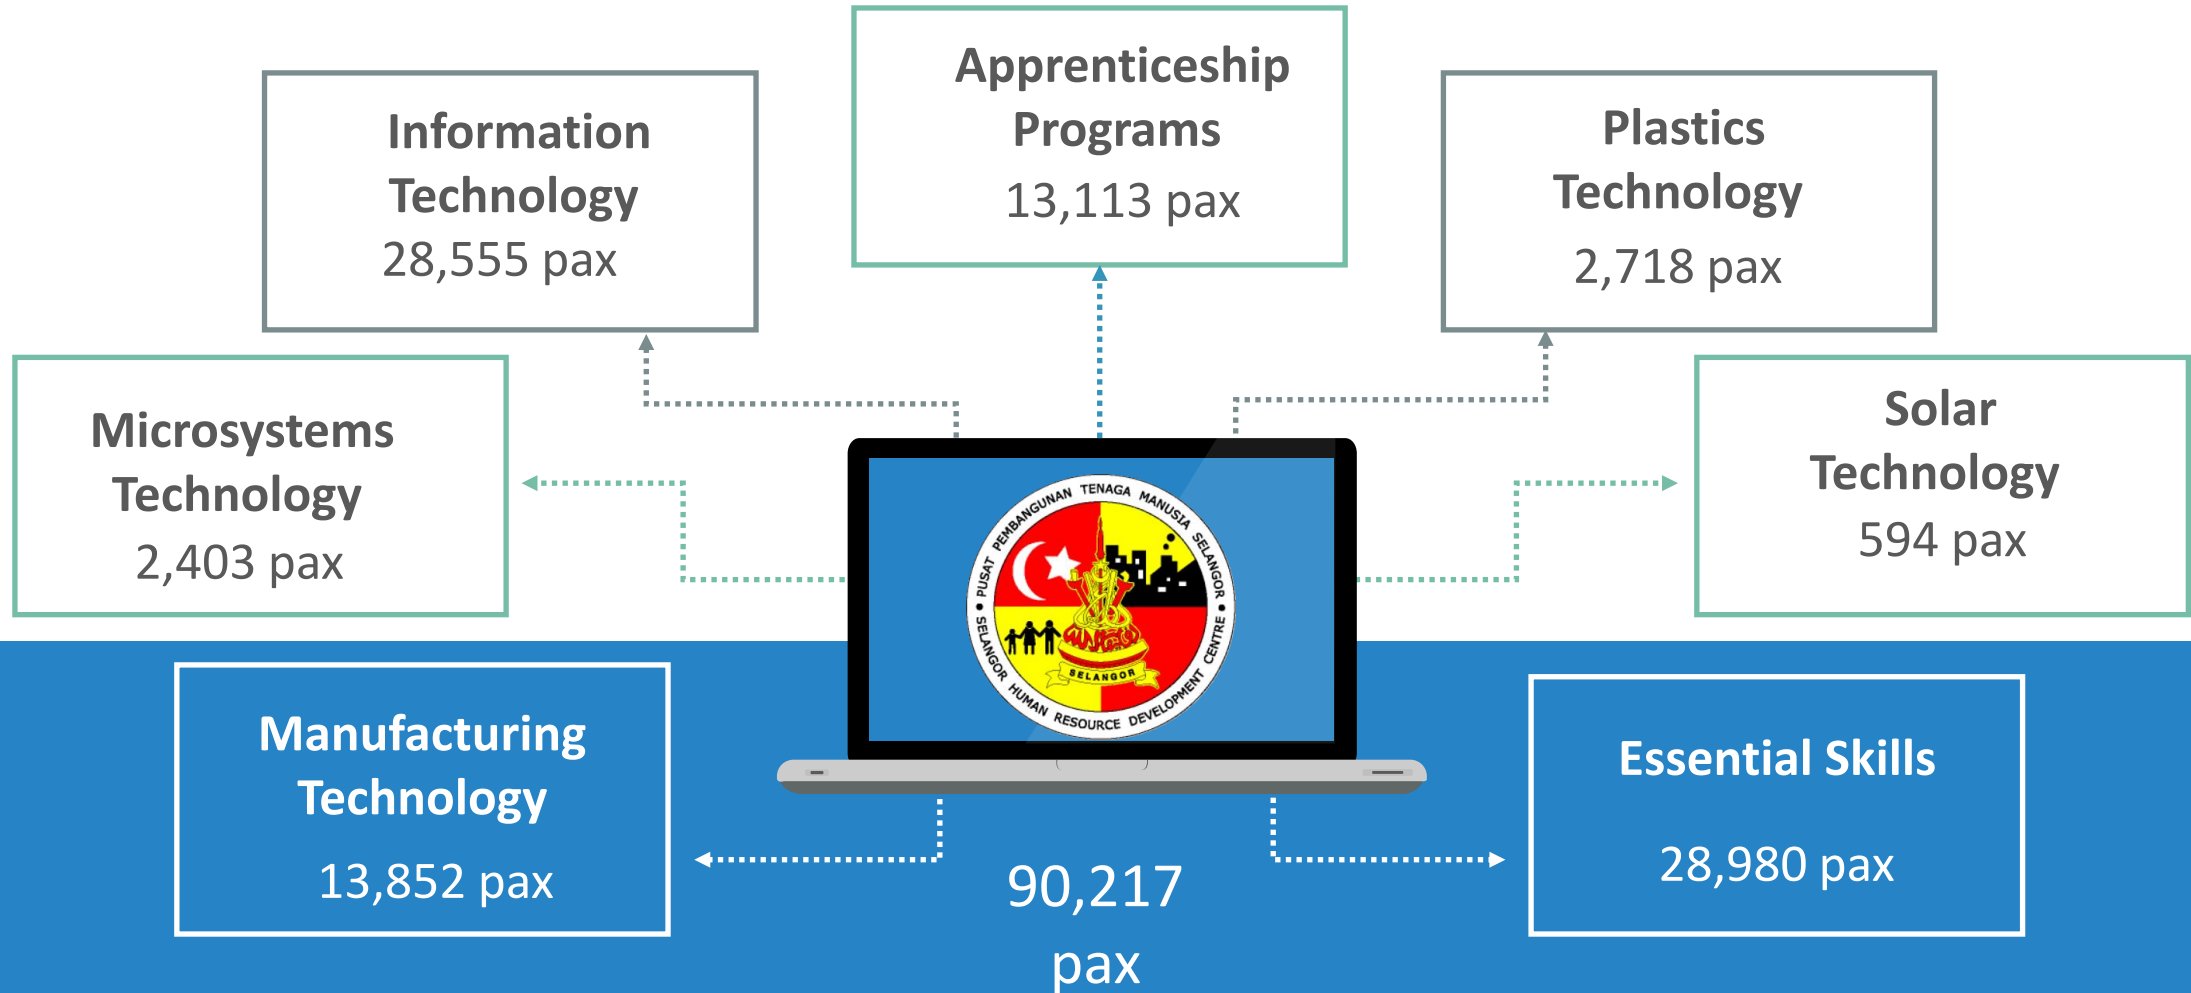 Apprenticeship
Programs
13,113 pax
Information
Technology
28,555 pax
Plastics
Technology
2,718 pax
Microsystems
Technology
2,403 pax
Solar
Technology
594 pax
PUSAT PEMBANGUNAN TENAGA MANUSIA SELANGOR
SELANGOR HUMAN RESOURCE DEVELOPMENT CENTRE
SELANGOR
Manufacturing
Technology
13,852 pax
Essential Skills
28,980 pax
90,217
pax